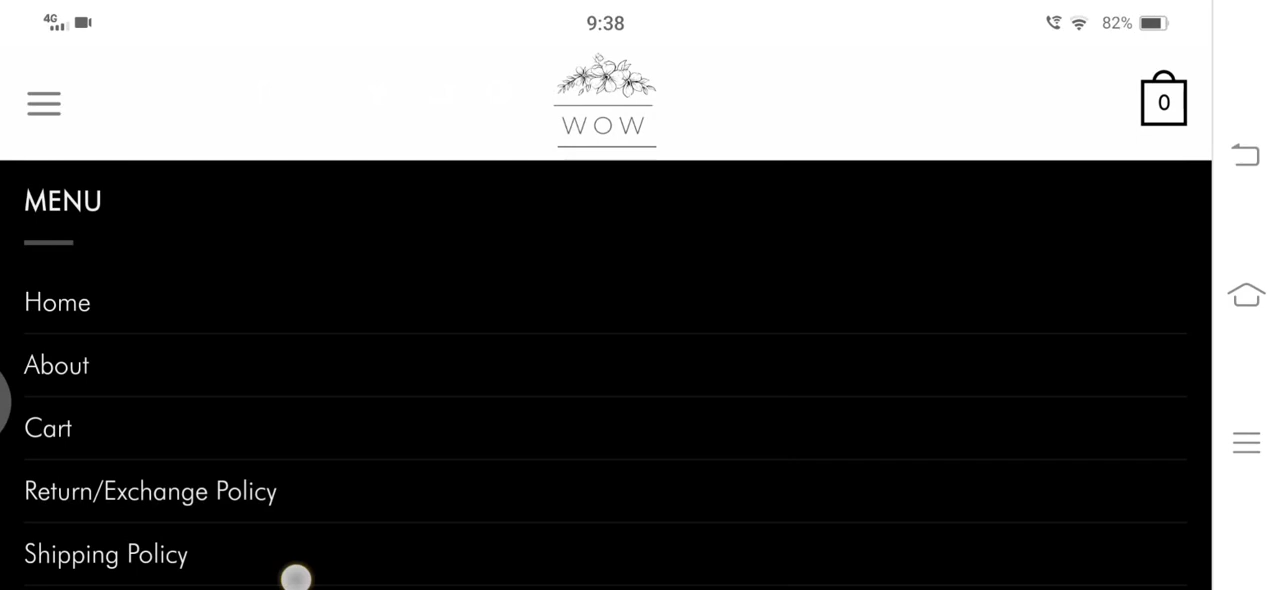 4G
9:38
82%
WOW
0
MENU
Home
About
Cart
Return/Exchange Policy
Shipping Policy